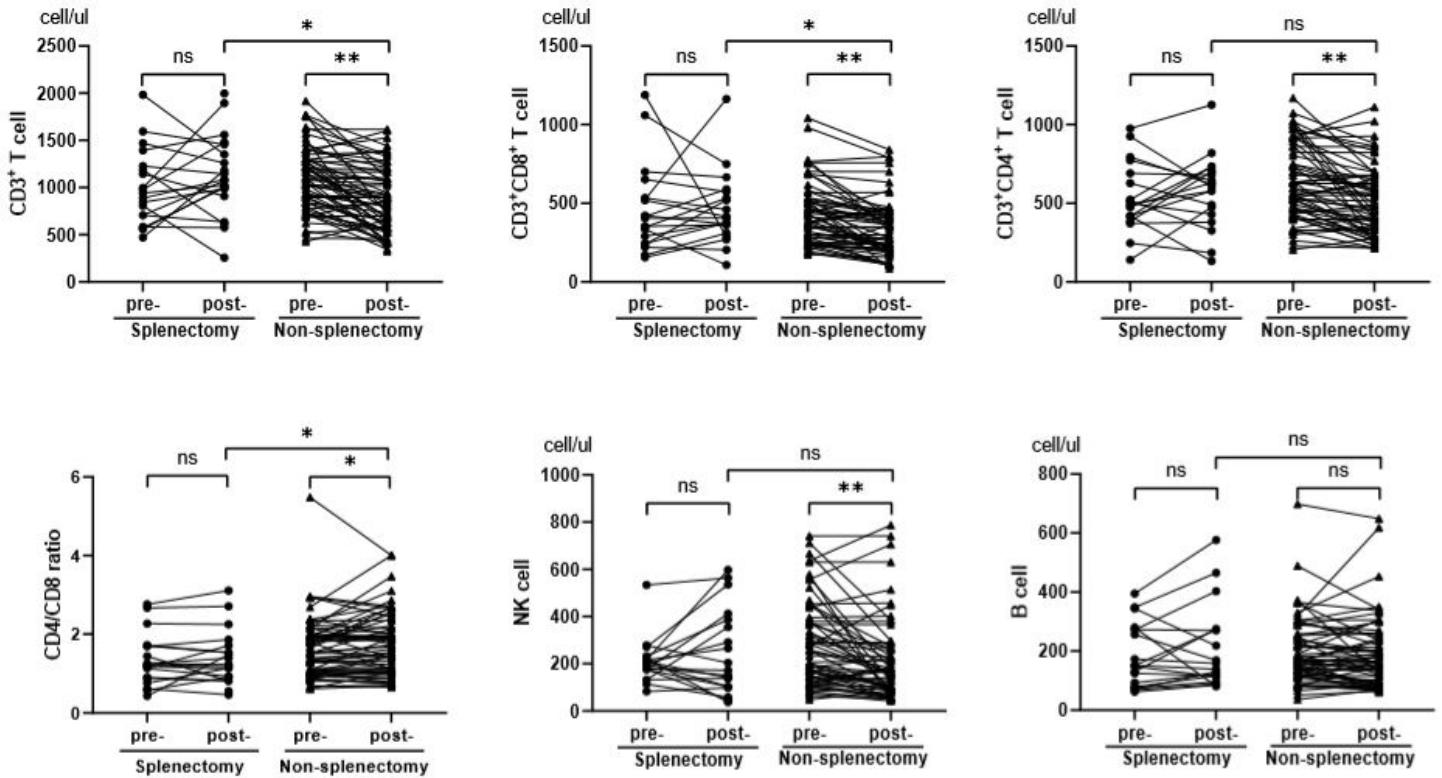 cell/ul
CD3+ T cell
2500
2000
1500
1000
500
0
ns
*
**
pre-
post-
pre-
post-
Splenectomy
Non-splenectomy
cell/ul
CD3+CD8+ T cell
1500
1000
500
0
ns
*
**
pre-
post-
pre-
post-
Splenectomy
Non-splenectomy
cell/ul
CD3+CD4+ T cell
1500
1000
500
0
ns
ns
**
pre-
post-
pre-
post-
Splenectomy
Non-splenectomy
CD4/CD8 ratio
6
4
2
0
ns
*
*
pre-
post-
pre-
post-
Splenectomy
Non-splenectomy
cell/ul
NK cell
1000
800
600
400
200
0
ns
ns
**
pre-
post-
pre-
post-
Splenectomy
Non-splenectomy
cell/ul
B cell
800
600
400
200
0
ns
ns
ns
pre-
post-
pre-
post-
Splenectomy
Non-splenectomy